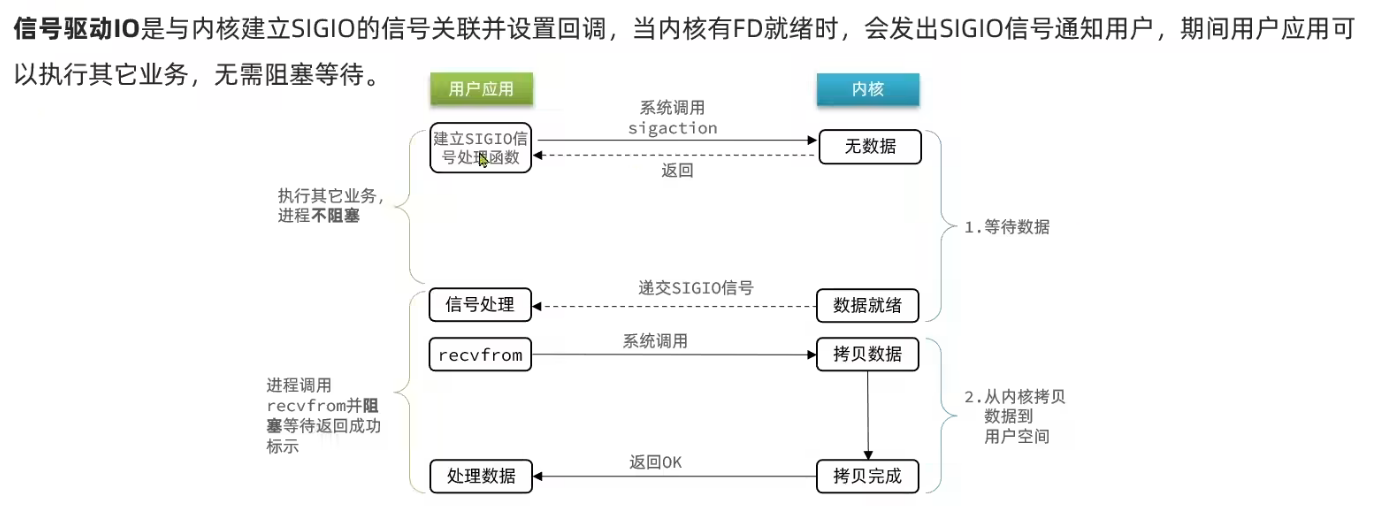 信号驱动IO是与内核建立SIGIO的信号关联并设置回调，当内核有FD就绪时，会发出SIGIO信号通知用户，期间用户应用可
以执行其它业务，无需阻塞等待。
用户应用
内核
系统调用
sigaction
建立SIGIO信
号处理函数
无数据
返回
执行其它业务，
进程不阻塞
1.等待数据
递交SIGIO信号
信号处理
数据就绪
系统调用
recvfrom
拷贝数据
进程调用
recvfrom并阻
塞等待返回成功
标示
2.从内核拷贝
数据到
用户空间
返回OK
处理数据
拷贝完成